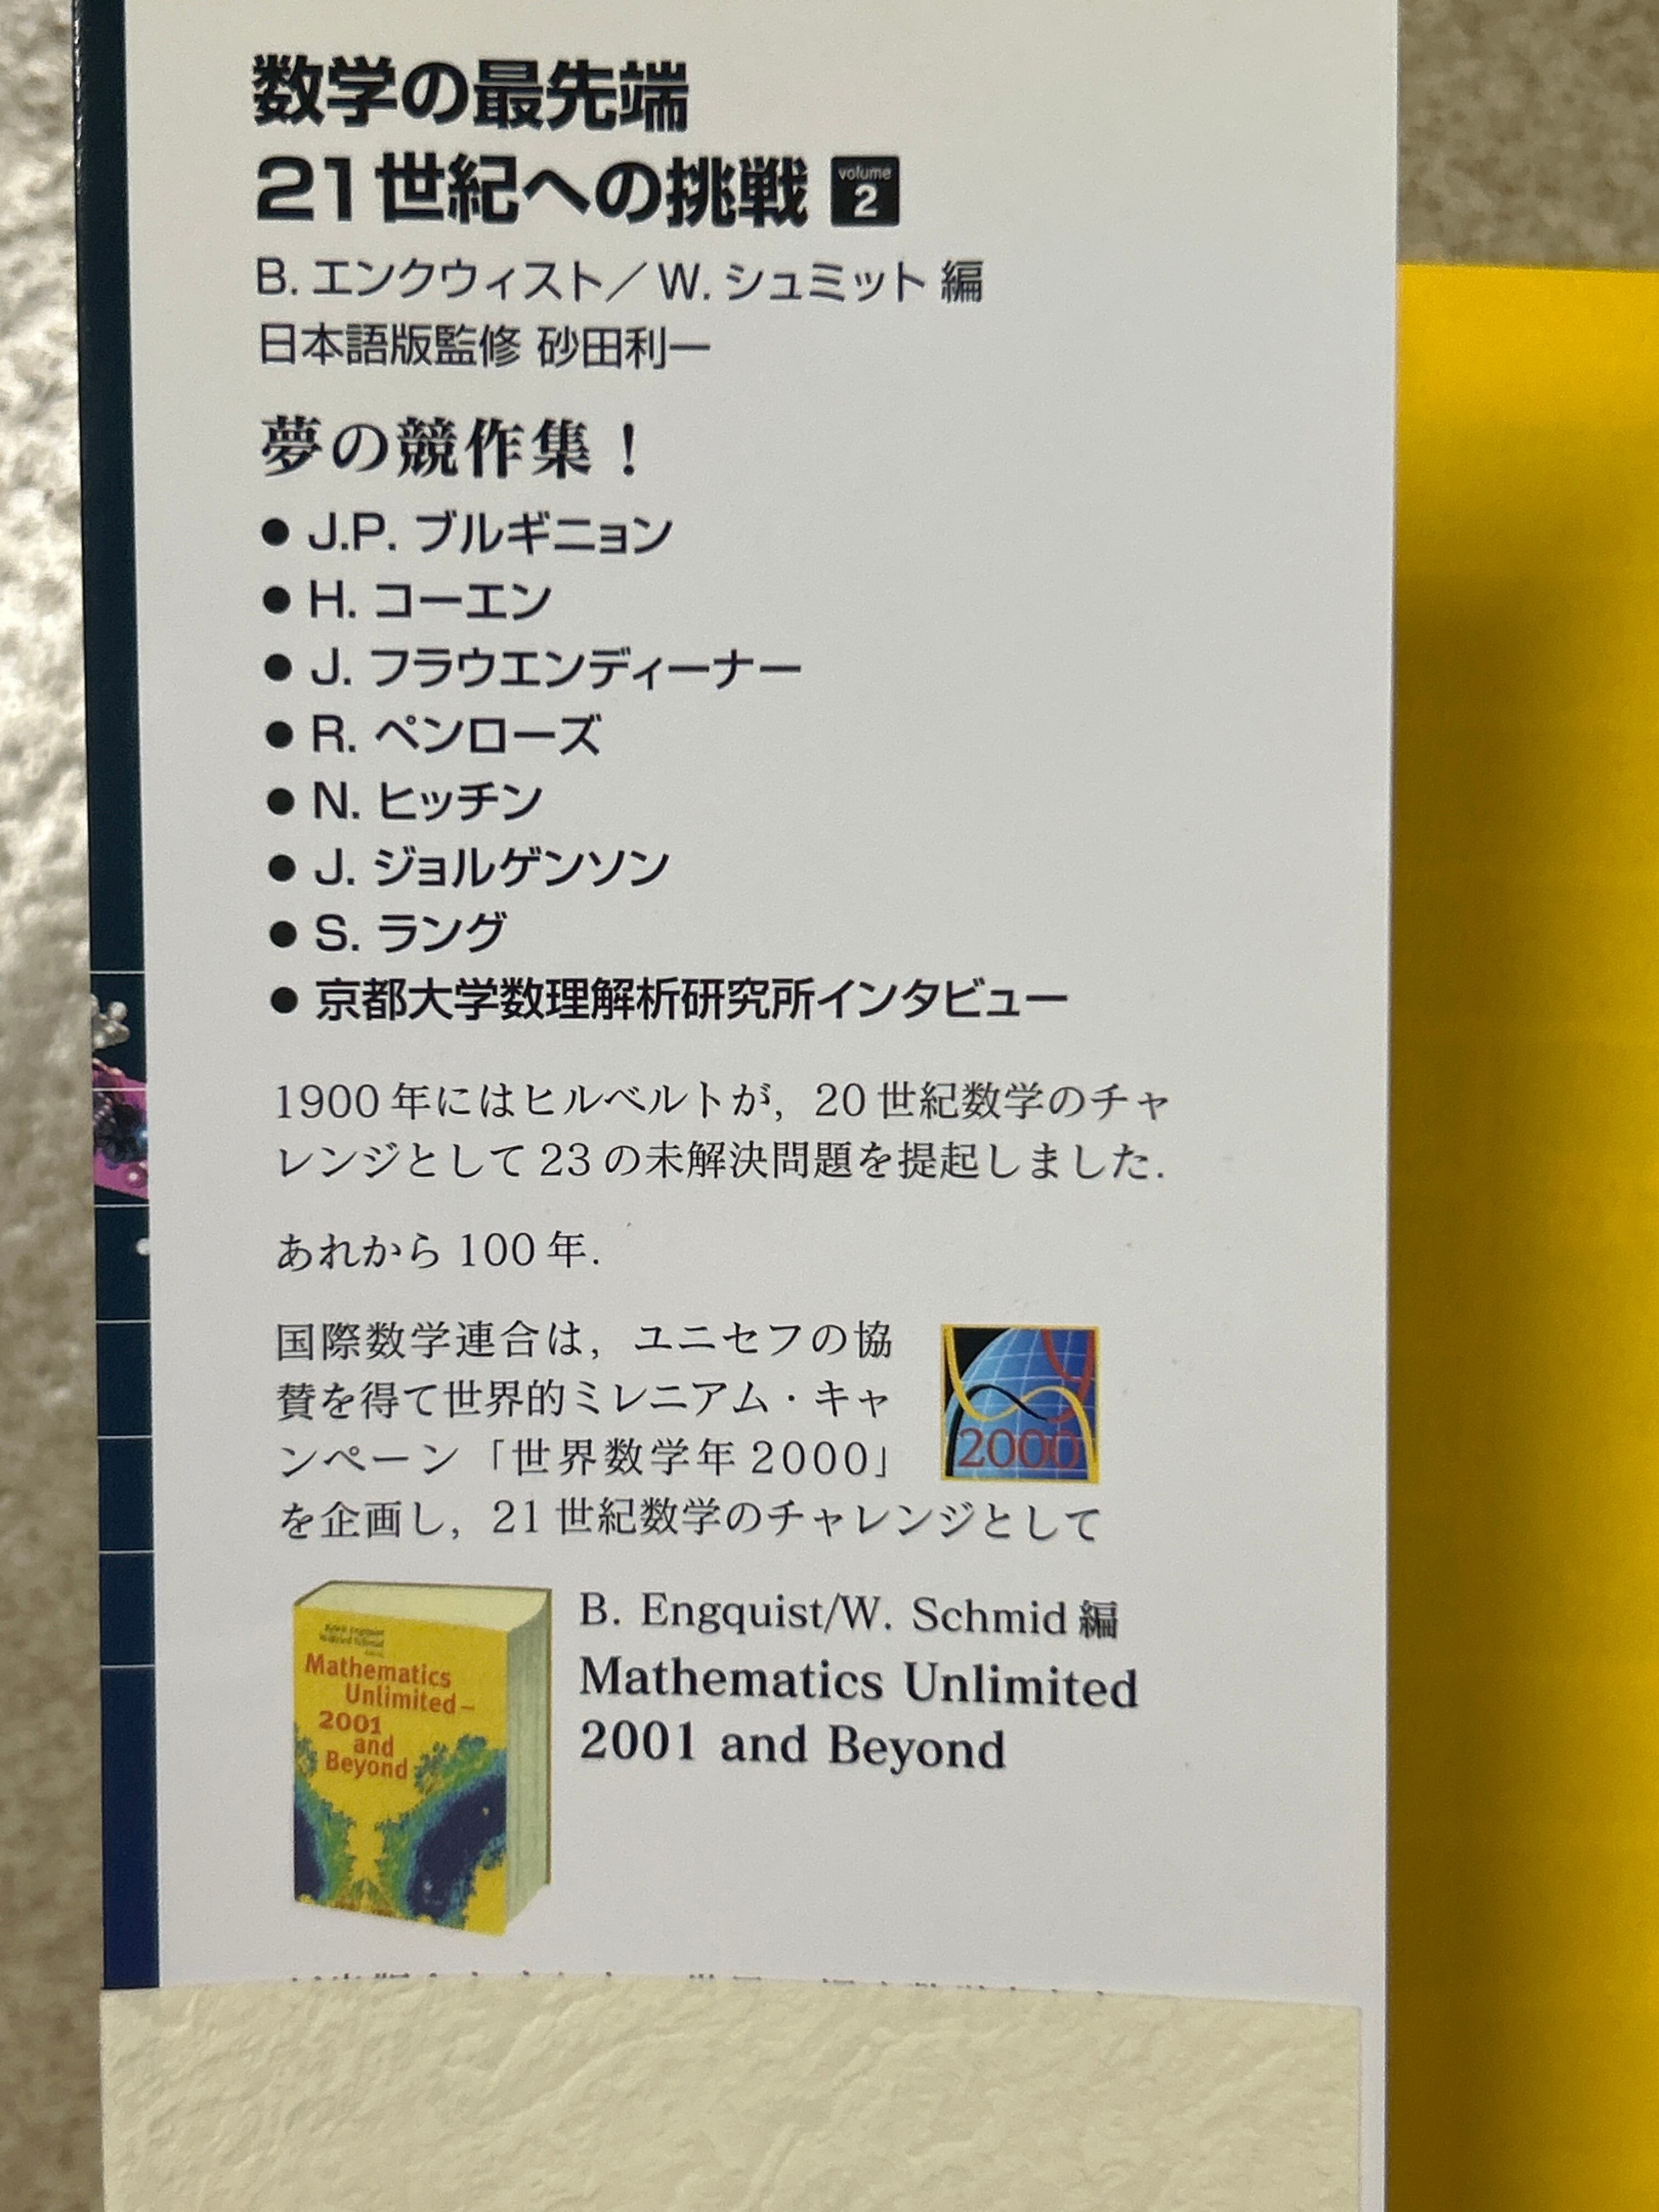 数学の最先端
21世紀への挑戦 volume 2
B. エンクウィスト／W. シュミット 編
日本語版監修 砂田利一
夢の競作集！
● J.P. ブルギニョン
● H. コーエン
● J. フラウエンディーナー
● R. ペンローズ
● N. ヒッチン
● J. ジョルゲンソン
● S. ラング
● 京都大学数理解析研究所インタビュー
1900年にはヒルベルトが，20世紀数学のチャ
レンジとして23の未解決問題を提起しました．
あれから100年．
国際数学連合は，ユニセフの協
賛を得て世界的ミレニアム・キャ
ンペーン「世界数学年2000」
を企画し，21世紀数学のチャレンジとして
2000
B. Engquist/W. Schmid 編
Mathematics Unlimited
2001 and Beyond
Mathematics
Unlimited–
2001
and
Beyond